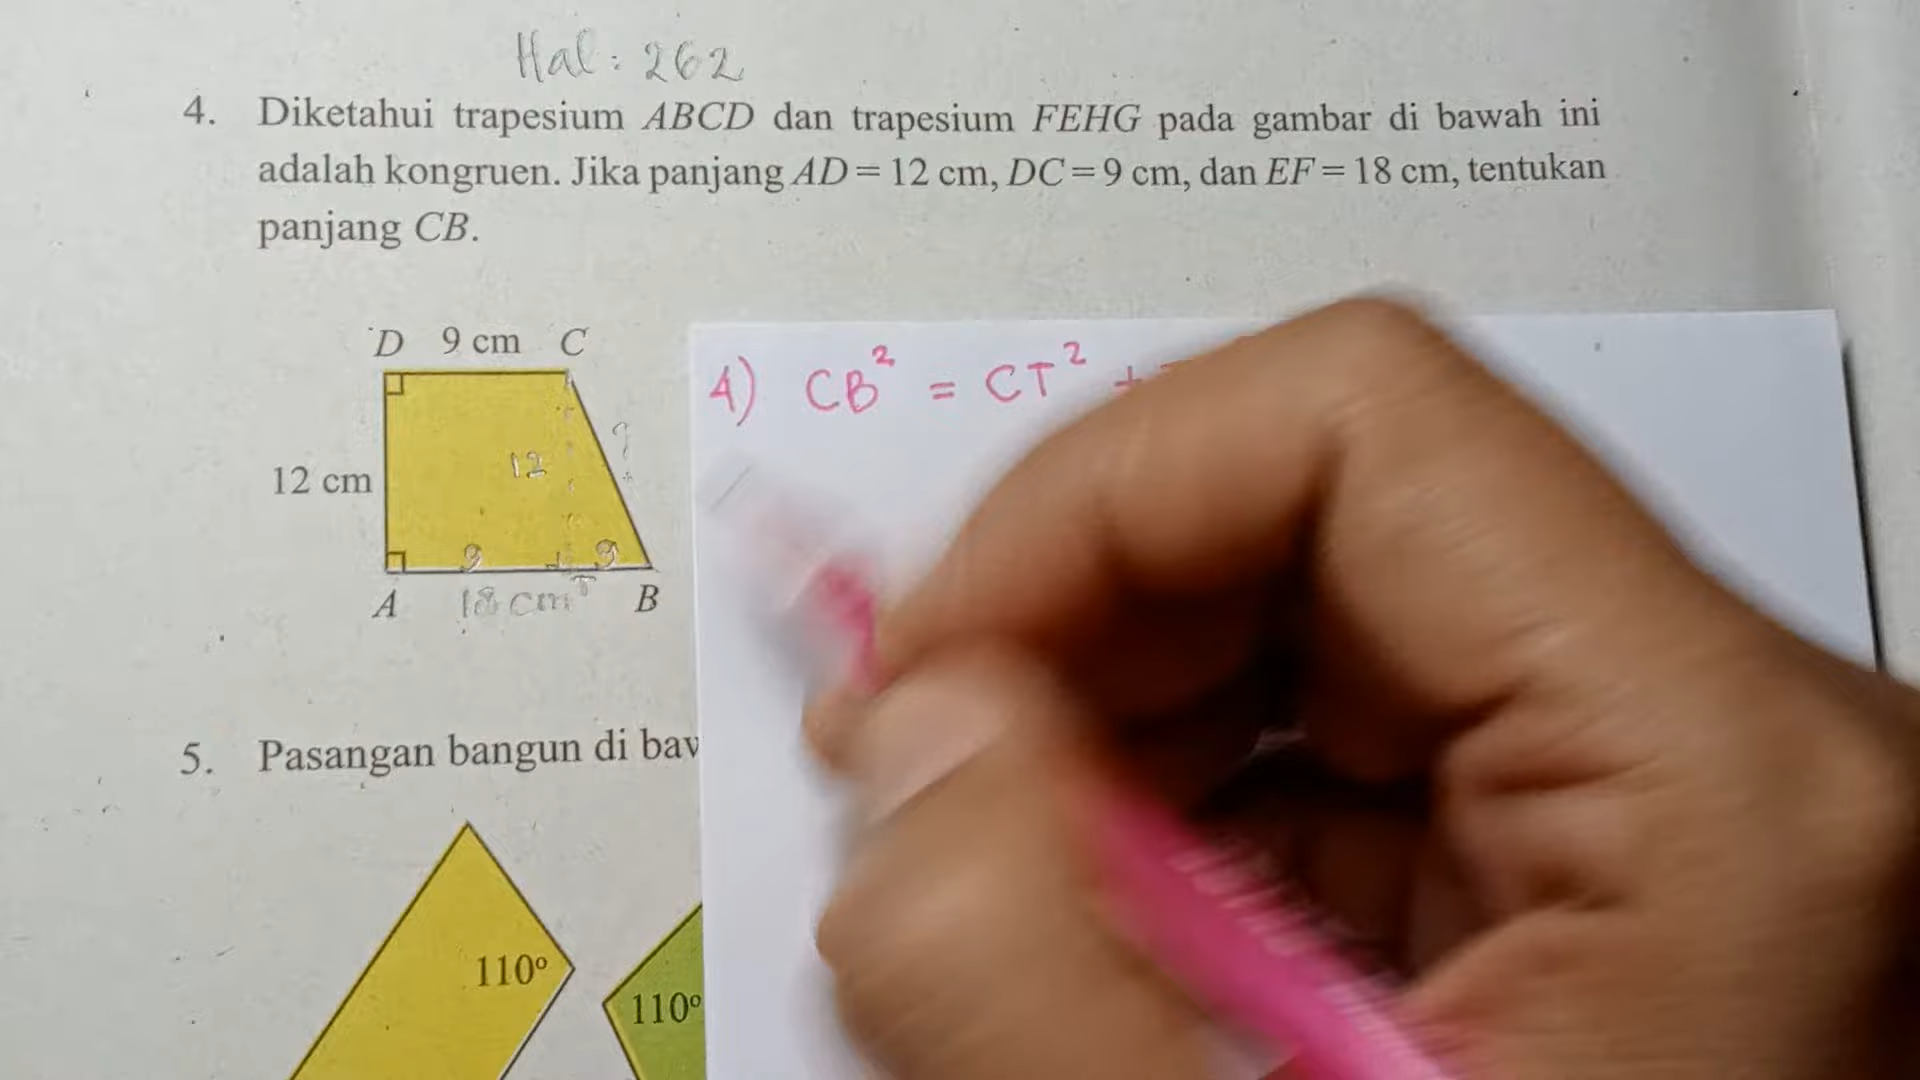 Hal : 262
4. Diketahui trapesium ABCD dan trapesium FEHG pada gambar di bawah ini
adalah kongruen. Jika panjang AD = 12 cm, DC = 9 cm, dan EF = 18 cm, tentukan
panjang CB.
D 9 cm C
4) CB² = CT² +
?
12
12 cm
9 9
A 18 cm T B
5. Pasangan bangun di
110°
110°